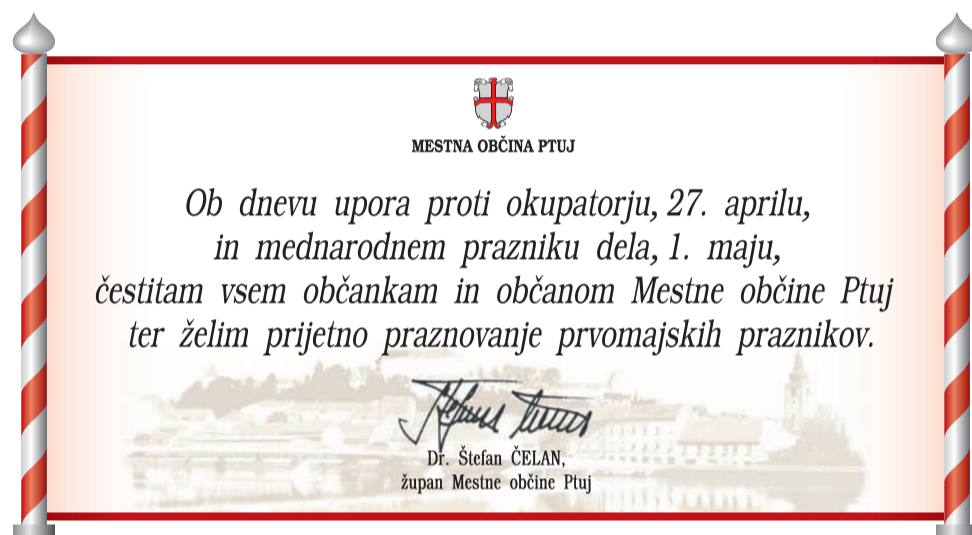 MESTNA OBČINA PTUJ
Ob dnevu upora proti okupatorju, 27. aprilu,
in mednarodnem prazniku dela, 1. maju,
čestitam vsem občankam in občanom Mestne občine Ptuj
ter želim prijetno praznovanje prvomajskih praznikov.
Dr. Štefan ČELAN,
župan Mestne občine Ptuj